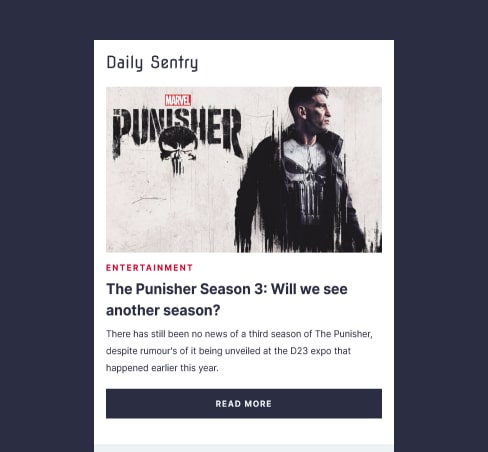 Daily Sentry
MARVEL
THE
PUNISHER
ENTERTAINMENT
The Punisher Season 3: Will we see
another season?
There has still been no news of a third season of The Punisher,
despite rumour's of it being unveiled at the D23 expo that
happened earlier this year.
READ MORE